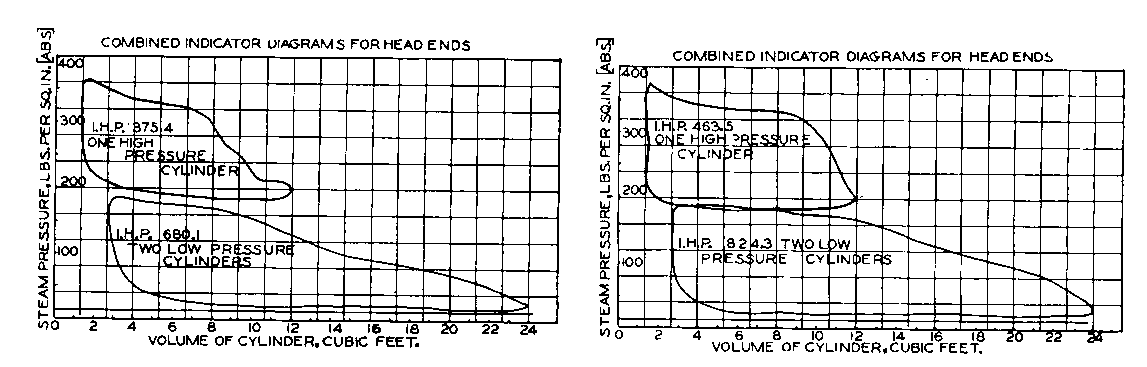 COMBINED INDICATOR DIAGRAMS FOR HEAD ENDS
STEAM PRESSURE, LBS. PER SQ. IN. [ABS]
400
300
200
100
I.H.P. 375.4
ONE HIGH
PRESSURE
CYLINDER
I.H.P. 680.1
TWO LOW PRESSURE
CYLINDERS
0 2 4 6 8 10 12 14 16 18 20 22 24
VOLUME OF CYLINDER, CUBIC FEET.
COMBINED INDICATOR DIAGRAMS FOR HEAD ENDS
STEAM PRESSURE, LBS. PER SQ. IN. [ABS]
400
300
200
100
I.H.P. 463.5
ONE HIGH PRESSURE
CYLINDER
I.H.P. 824.3 TWO LOW
PRESSURE CYLINDERS
0 2 4 6 8 10 12 14 16 18 20 22 24
VOLUME OF CYLINDER, CUBIC FEET.